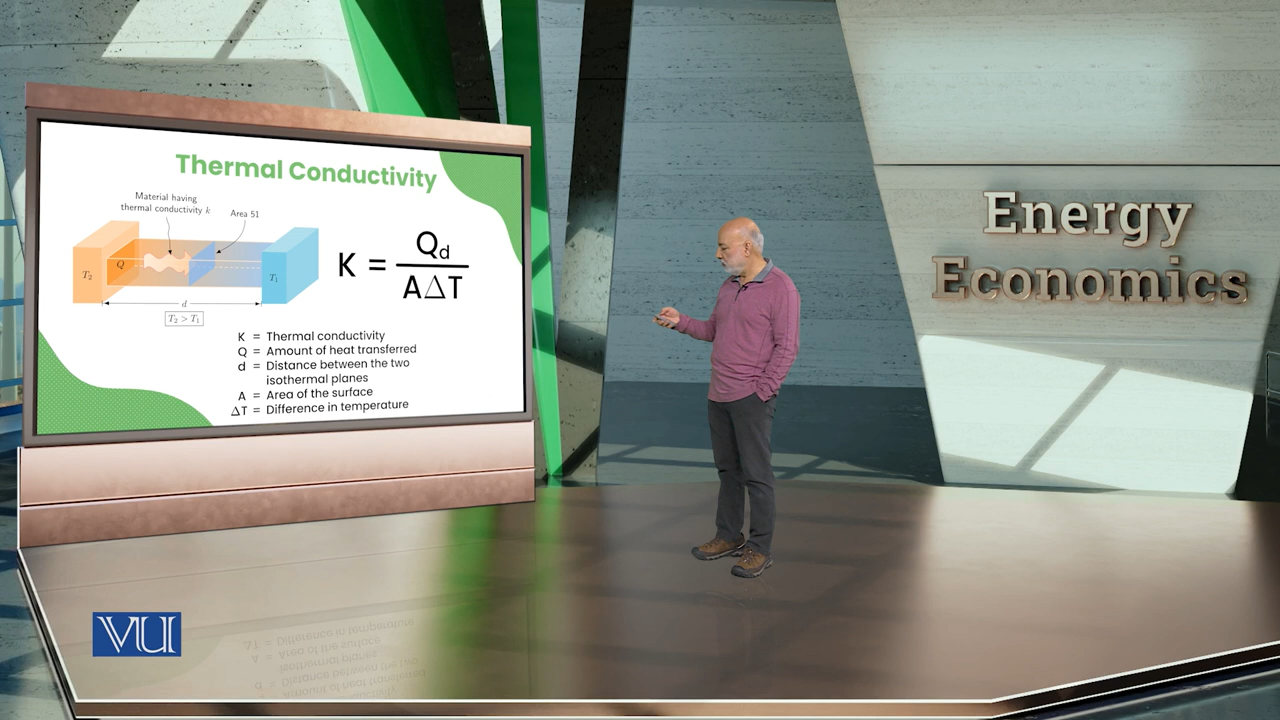 Thermal Conductivity
Material having
thermal conductivity k
Area 51
T₂
Q
T₁
d
T₂ > T₁
K = Qd / AΔT
K = Thermal conductivity
Q = Amount of heat transferred
d = Distance between the two
isothermal planes
A = Area of the surface
ΔT = Difference in temperature
Energy
Economics
VU